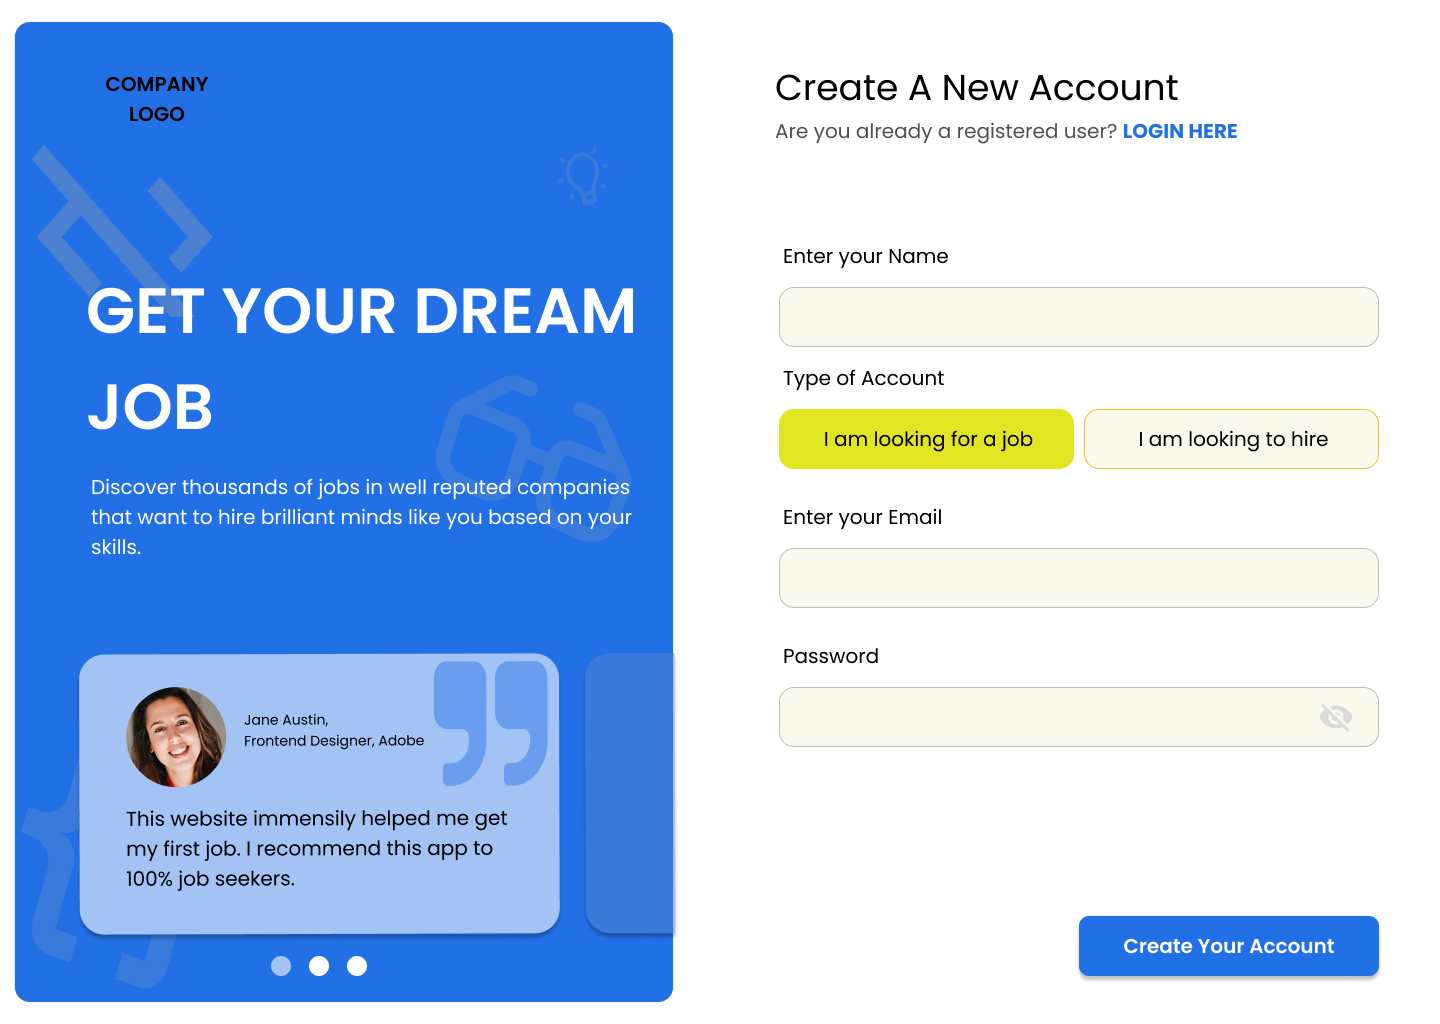 COMPANY
LOGO
GET YOUR DREAM
JOB
Discover thousands of jobs in well reputed companies
that want to hire brilliant minds like you based on your
skills.
Jane Austin,
Frontend Designer, Adobe
This website immensily helped me get
my first job. I recommend this app to
100% job seekers.
Create A New Account
Are you already a registered user? LOGIN HERE
Enter your Name
Type of Account
I am looking for a job
I am looking to hire
Enter your Email
Password
Create Your Account